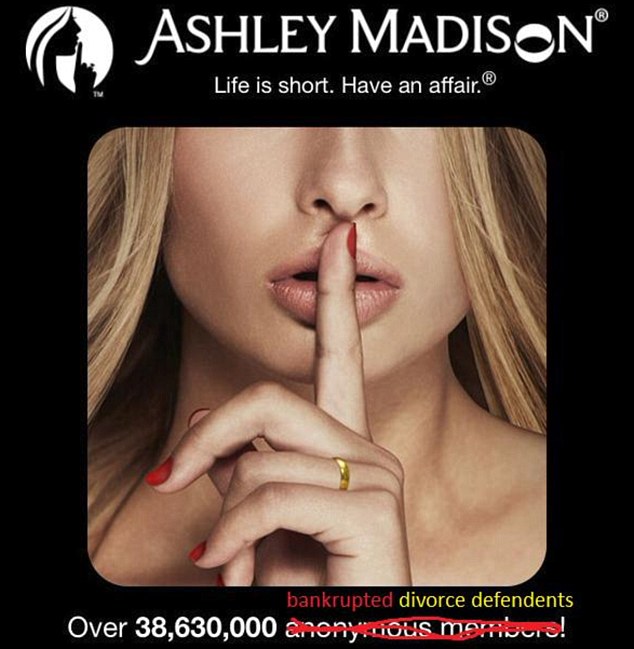 ASHLEY MADISON®
TM
Life is short. Have an affair.®
bankrupted divorce defendents
Over 38,630,000 anonymous members!